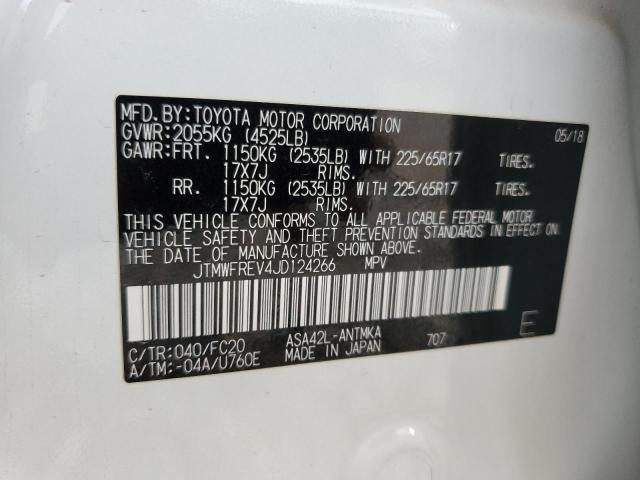 MFD.BY:TOYOTA MOTOR CORPORATION 05/18
GVWR:2055KG (4525LB)
GAWR:FRT. 1150KG (2535LB) WITH 225/65R17 TIRES.
17X7J RIMS.
RR. 1150KG (2535LB) WITH 225/65R17 TIRES.
17X7J RIMS.
THIS VEHICLE CONFORMS TO ALL APPLICABLE FEDERAL MOTOR
VEHICLE SAFETY AND THEFT PREVENTION STANDARDS IN EFFECT ON
THE DATE OF MANUFACTURE SHOWN ABOVE.
JTMWFREV4JD124266 MPV
C/TR:040/FC20 ASA42L-ANTMKA 707 E
A/TM:-04A/U760E MADE IN JAPAN